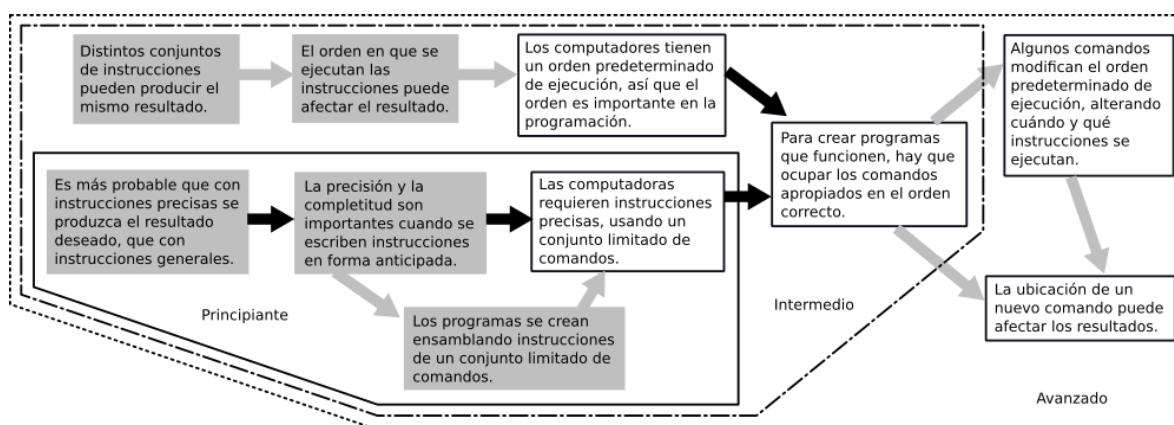 Distintos conjuntos
de instrucciones
pueden producir el
mismo resultado.
El orden en que se
ejecutan las
instrucciones puede
afectar el resultado.
Los computadores tienen
un orden predeterminado
de ejecución, así que el
orden es importante en la
programación.
Algunos comandos
modifican el orden
predeterminado
de ejecución, alterando
cuándo y qué
instrucciones se
ejecutan.
Para crear programas
que funcionen, hay que
ocupar los comandos
apropiados en el orden
correcto.
Es más probable que con
instrucciones precisas se
produzca el resultado
deseado, que con
instrucciones generales.
La precisión y la
completitud son
importantes cuando se
escriben instrucciones
en forma anticipada.
Las computadoras
requieren instrucciones
precisas, usando un
conjunto limitado de
comandos.
Principiante
Los programas se crean
ensamblando instrucciones
de un conjunto limitado de
comandos.
Intermedio
La ubicación de un
nuevo comando puede
afectar los resultados.
Avanzado